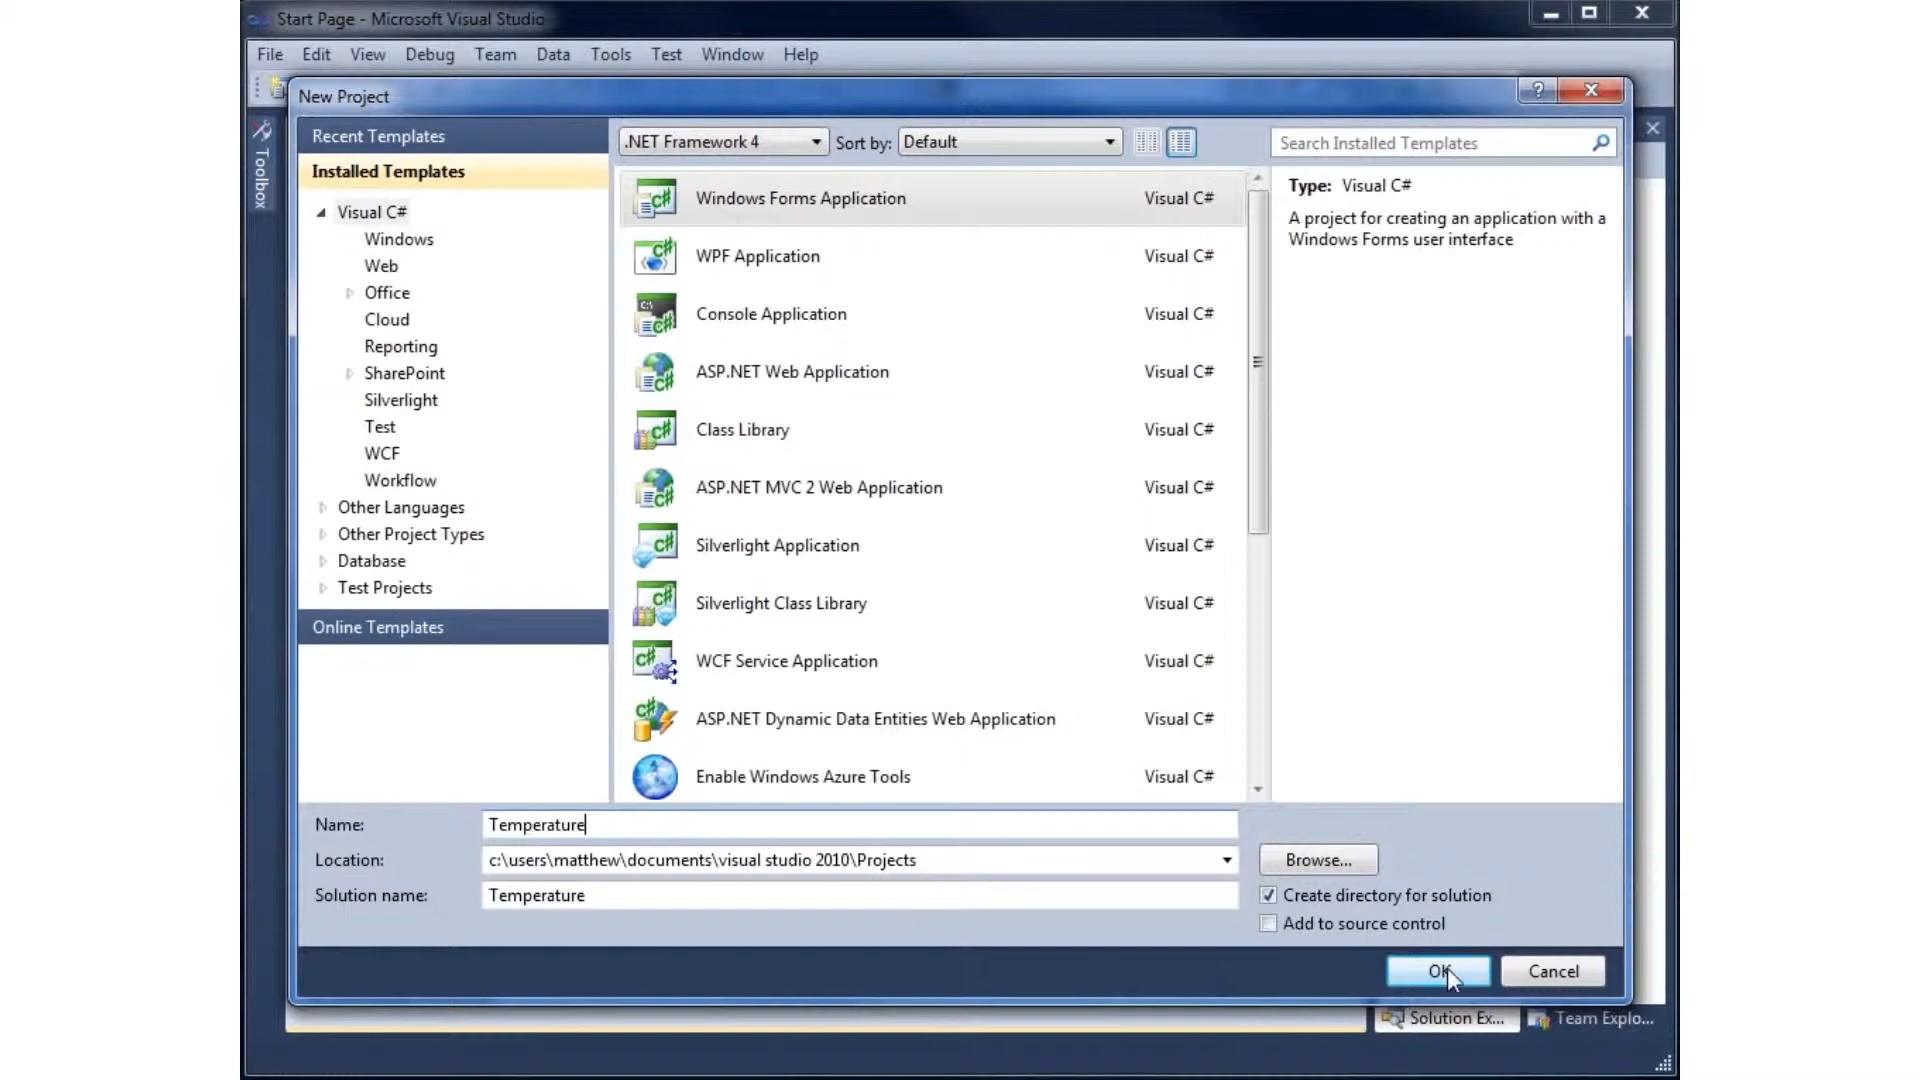 Start Page - Microsoft Visual Studio
File Edit View Debug Team Data Tools Test Window Help
New Project
Toolbox
Recent Templates
Installed Templates
Visual C#
Windows
Web
Office
Cloud
Reporting
SharePoint
Silverlight
Test
WCF
Workflow
Other Languages
Other Project Types
Database
Test Projects
Online Templates
.NET Framework 4 Sort by: Default
Search Installed Templates
Windows Forms Application Visual C#
WPF Application Visual C#
Console Application Visual C#
ASP.NET Web Application Visual C#
Class Library Visual C#
ASP.NET MVC 2 Web Application Visual C#
Silverlight Application Visual C#
Silverlight Class Library Visual C#
WCF Service Application Visual C#
ASP.NET Dynamic Data Entities Web Application Visual C#
Enable Windows Azure Tools Visual C#
Type: Visual C#
A project for creating an application with a
Windows Forms user interface
Name: Temperature
Location: c:\users\matthew\documents\visual studio 2010\Projects Browse...
Solution name: Temperature
Create directory for solution
Add to source control
OK Cancel
Solution Ex... Team Explo...